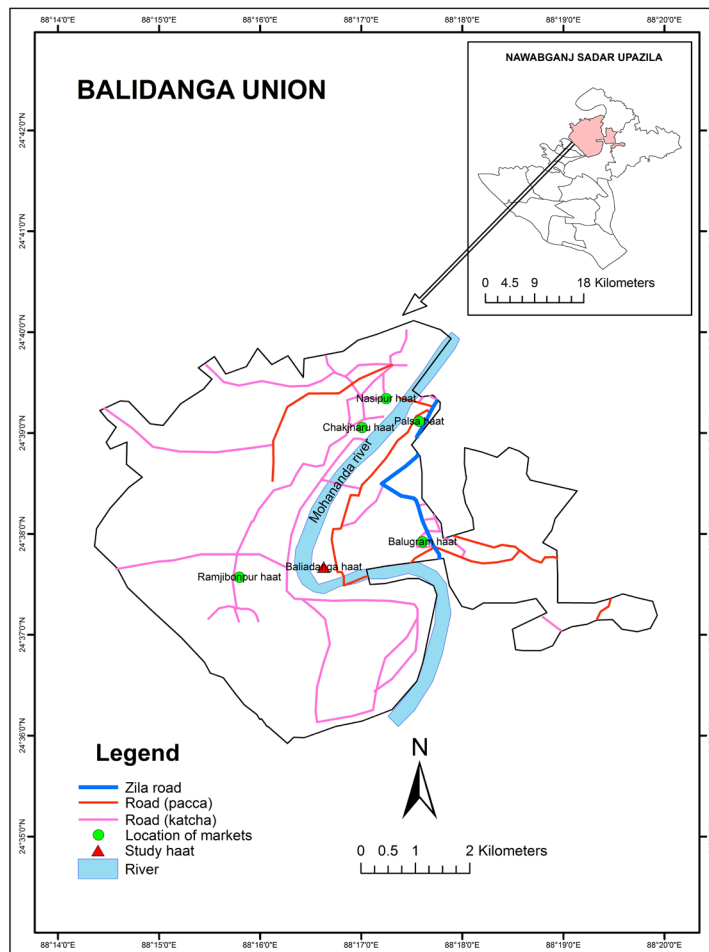 88°14'0"E 88°15'0"E 88°16'0"E 88°17'0"E 88°18'0"E 88°19'0"E 88°20'0"E
NAWABGANJ SADAR UPAZILA
BALIDANGA UNION
24°42'0"N
24°41'0"N
0 4.5 9 18 Kilometers
24°40'0"N
Nasipur haat
Palsa haat
Chakjharu haat
24°39'0"N
Mohananda river
24°38'0"N
Balugram haat
Baliadanga haat
Ramjibonpur haat
24°37'0"N
24°36'0"N
Legend
N
Zila road
Road (pacca)
Road (katcha)
Location of markets
Study haat
River
24°35'0"N
0 0.5 1 2 Kilometers
88°14'0"E 88°15'0"E 88°16'0"E 88°17'0"E 88°18'0"E 88°19'0"E 88°20'0"E